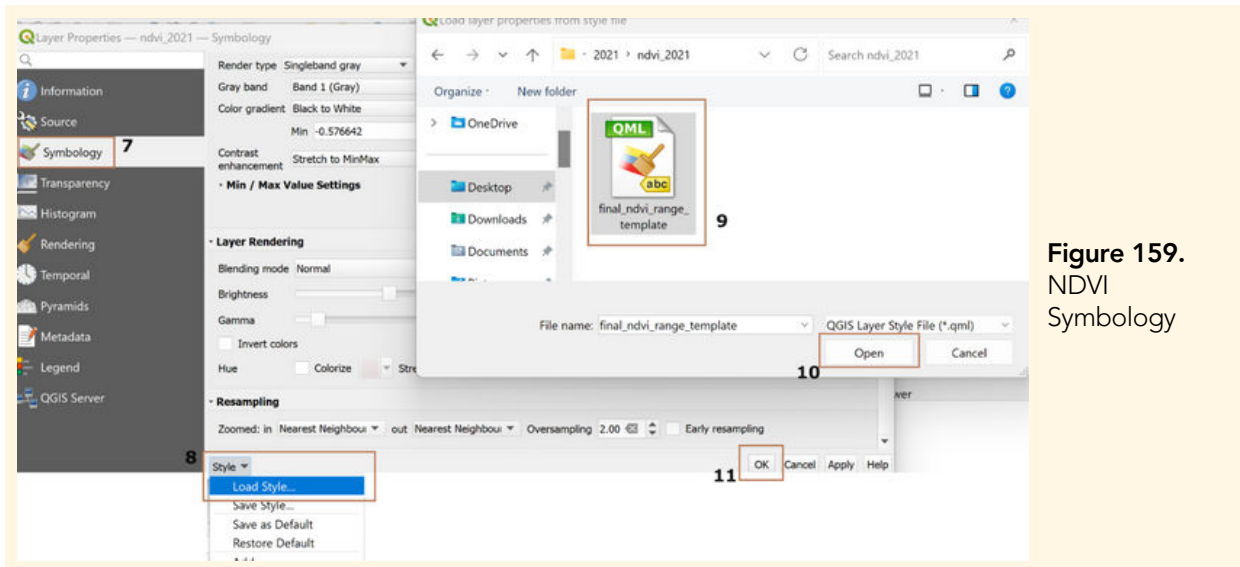 Layer Properties — ndvi_2021 — Symbology
Information
Source
Symbology
7
Transparency
Histogram
Rendering
Temporal
Pyramids
Metadata
Legend
QGIS Server
Render type Singleband gray
Gray band Band 1 (Gray)
Color gradient Black to White
Min -0.576642
Contrast enhancement Stretch to MinMax
Min / Max Value Settings
Layer Rendering
Blending mode Normal
Brightness
Gamma
Invert colors
Hue Colorize
Resampling
Zoomed: in Nearest Neighbou out Nearest Neighbou Oversampling 2.00 Early resampling
8
Style
Load Style...
Save Style...
Save as Default
Restore Default
OK Cancel Apply Help
11
Load layer properties from style file
2021 › ndvi_2021
Search ndvi_2021
Organize New folder
OneDrive
Desktop
Downloads
Documents
QML
abc
final_ndvi_range_
template
9
File name: final_ndvi_range_template QGIS Layer Style File (*.qml)
Open Cancel
10
Figure 159.
NDVI
Symbology